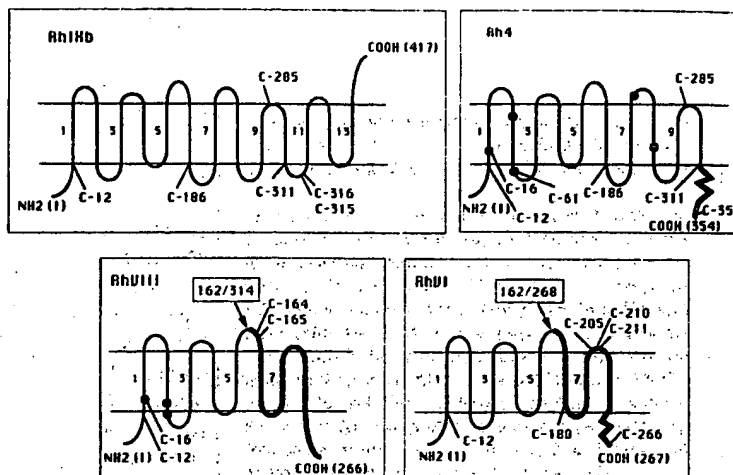 RhIXb
COOH (417)
C-285
1 3 5 7 9 11 13
C-12
C-186
C-311
C-316
C-315
NH2 (1)
Rh4
C-285
1 3 5 7 9
C-16
C-61
C-186
C-311
C-12
NH2 (1)
C-35
COOH (354)
RhVIII
162/314
C-164
C-165
1 3 5 7
C-16
C-12
NH2 (1)
COOH (266)
RhVI
162/268
C-210
C-205
C-211
1 3 5 7
C-12
C-180
C-266
NH2 (1)
COOH (267)